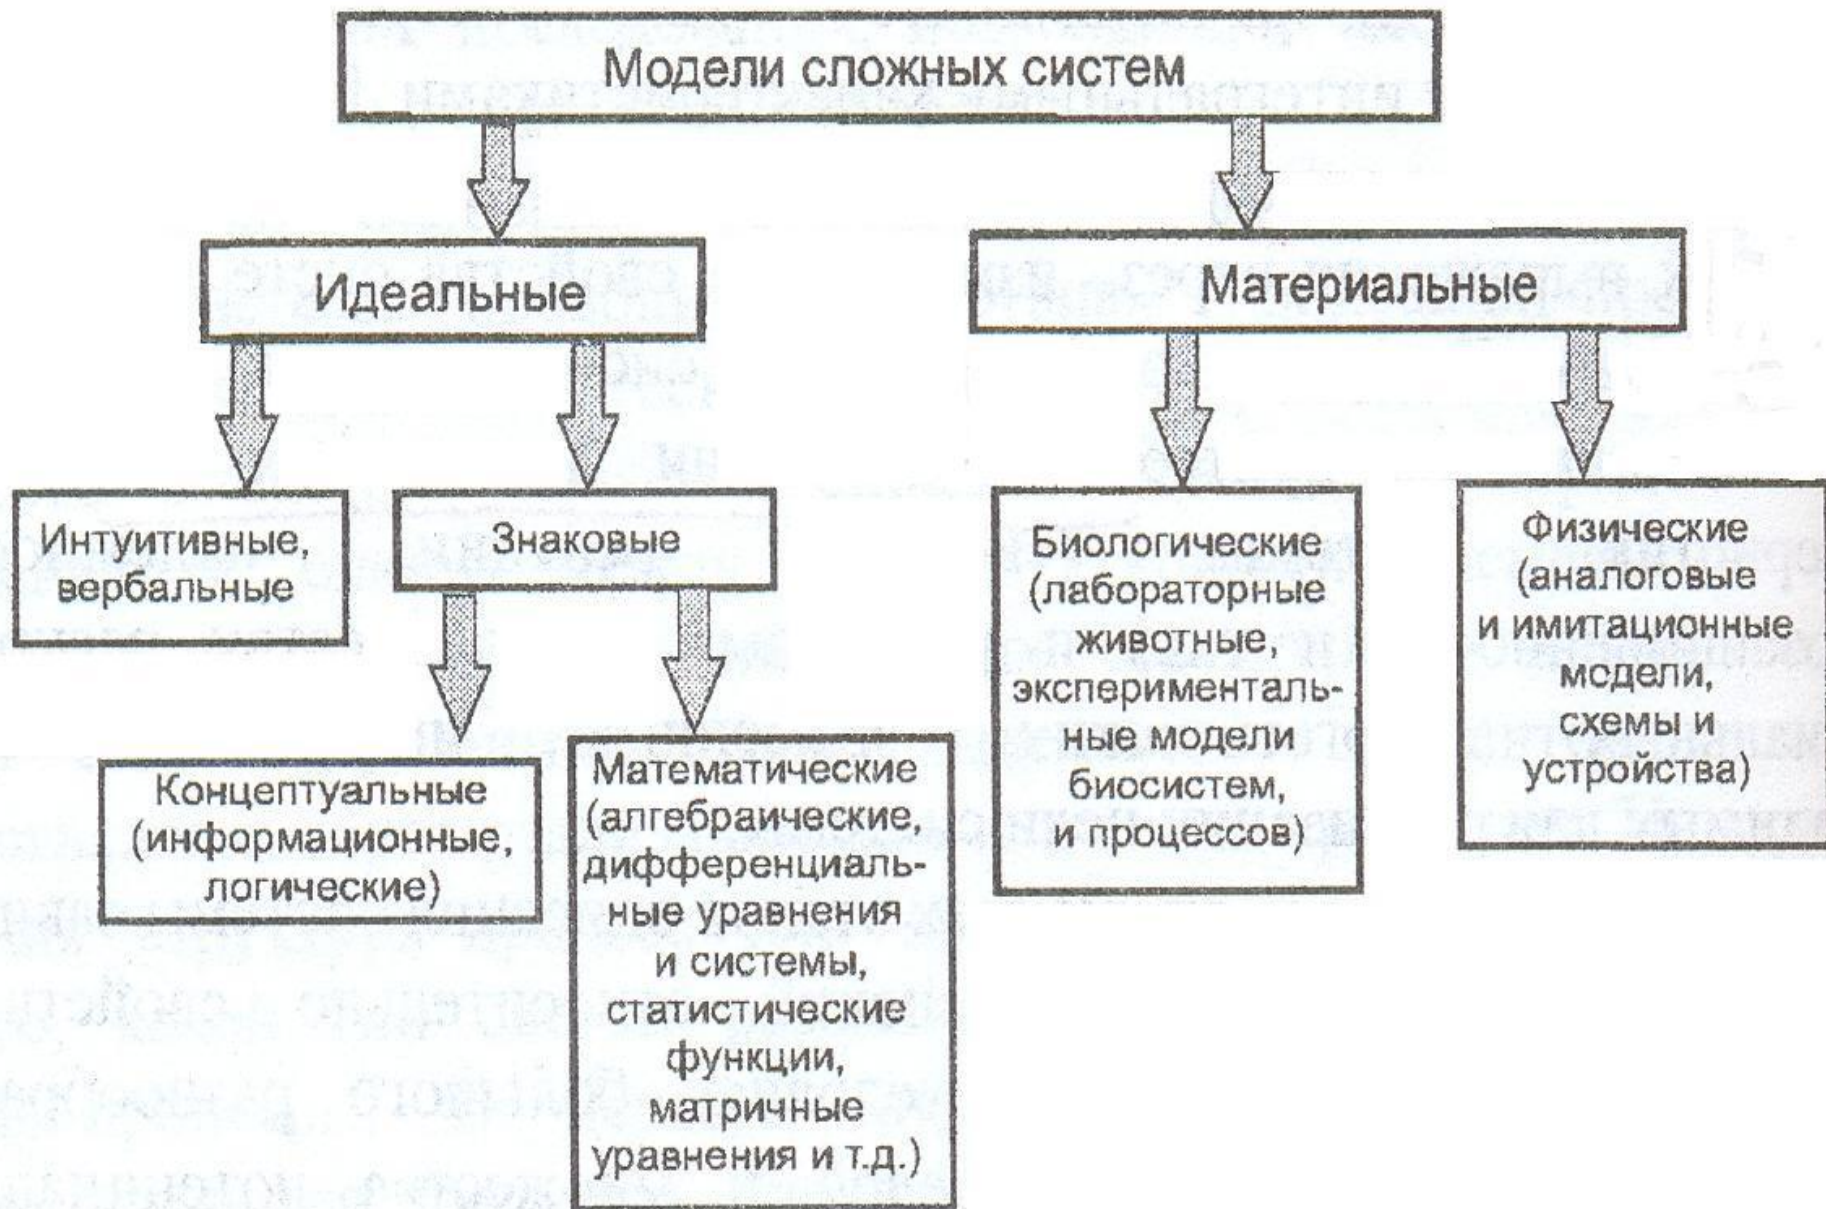 Модели сложных систем
Идеальные
Материальные
Интуитивные,
вербальные
Знаковые
Биологические
(лабораторные
животные,
эксперименталь-
ные модели
биосистем,
и процессов)
Физические
(аналоговые
и имитационные
модели,
схемы и
устройства)
Концептуальные
(информационные,
логические)
Математические
(алгебраические,
дифференциаль-
ные уравнения
и системы,
статистические
функции,
матричные
уравнения и т.д.)